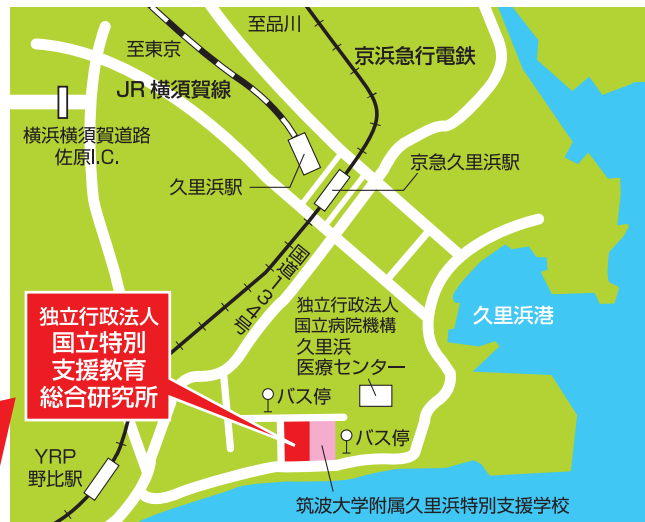 至品川
至東京
京浜急行電鉄
JR 横須賀線
横浜横須賀道路
佐原I.C.
久里浜駅
京急久里浜駅
国道134号
独立行政法人
国立特別
支援教育
総合研究所
独立行政法人
国立病院機構
久里浜
医療センター
久里浜港
バス停
バス停
YRP
野比駅
筑波大学附属久里浜特別支援学校